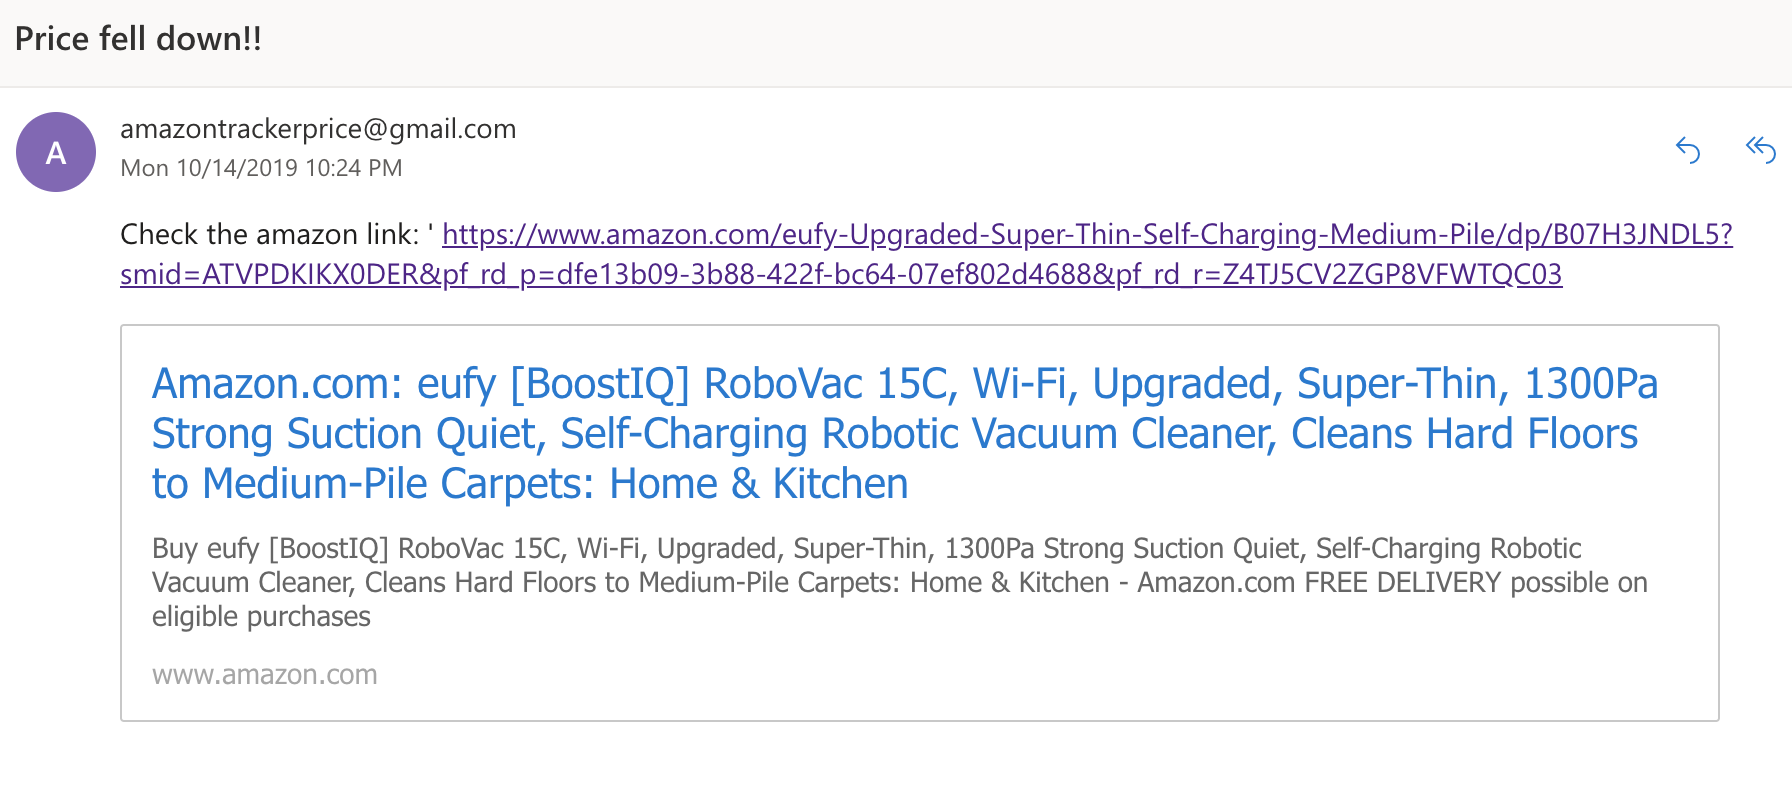 Price fell down!!
A
amazontrackerprice@gmail.com
Mon 10/14/2019 10:24 PM
Check the amazon link: ' https://www.amazon.com/eufy-Upgraded-Super-Thin-Self-Charging-Medium-Pile/dp/B07H3JNDL5?
smid=ATVPDKIKX0DER&pf_rd_p=dfe13b09-3b88-422f-bc64-07ef802d4688&pf_rd_r=Z4TJ5CV2ZGP8VFWTQC03
Amazon.com: eufy [BoostIQ] RoboVac 15C, Wi-Fi, Upgraded, Super-Thin, 1300Pa
Strong Suction Quiet, Self-Charging Robotic Vacuum Cleaner, Cleans Hard Floors
to Medium-Pile Carpets: Home & Kitchen
Buy eufy [BoostIQ] RoboVac 15C, Wi-Fi, Upgraded, Super-Thin, 1300Pa Strong Suction Quiet, Self-Charging Robotic
Vacuum Cleaner, Cleans Hard Floors to Medium-Pile Carpets: Home & Kitchen - Amazon.com FREE DELIVERY possible on
eligible purchases
www.amazon.com